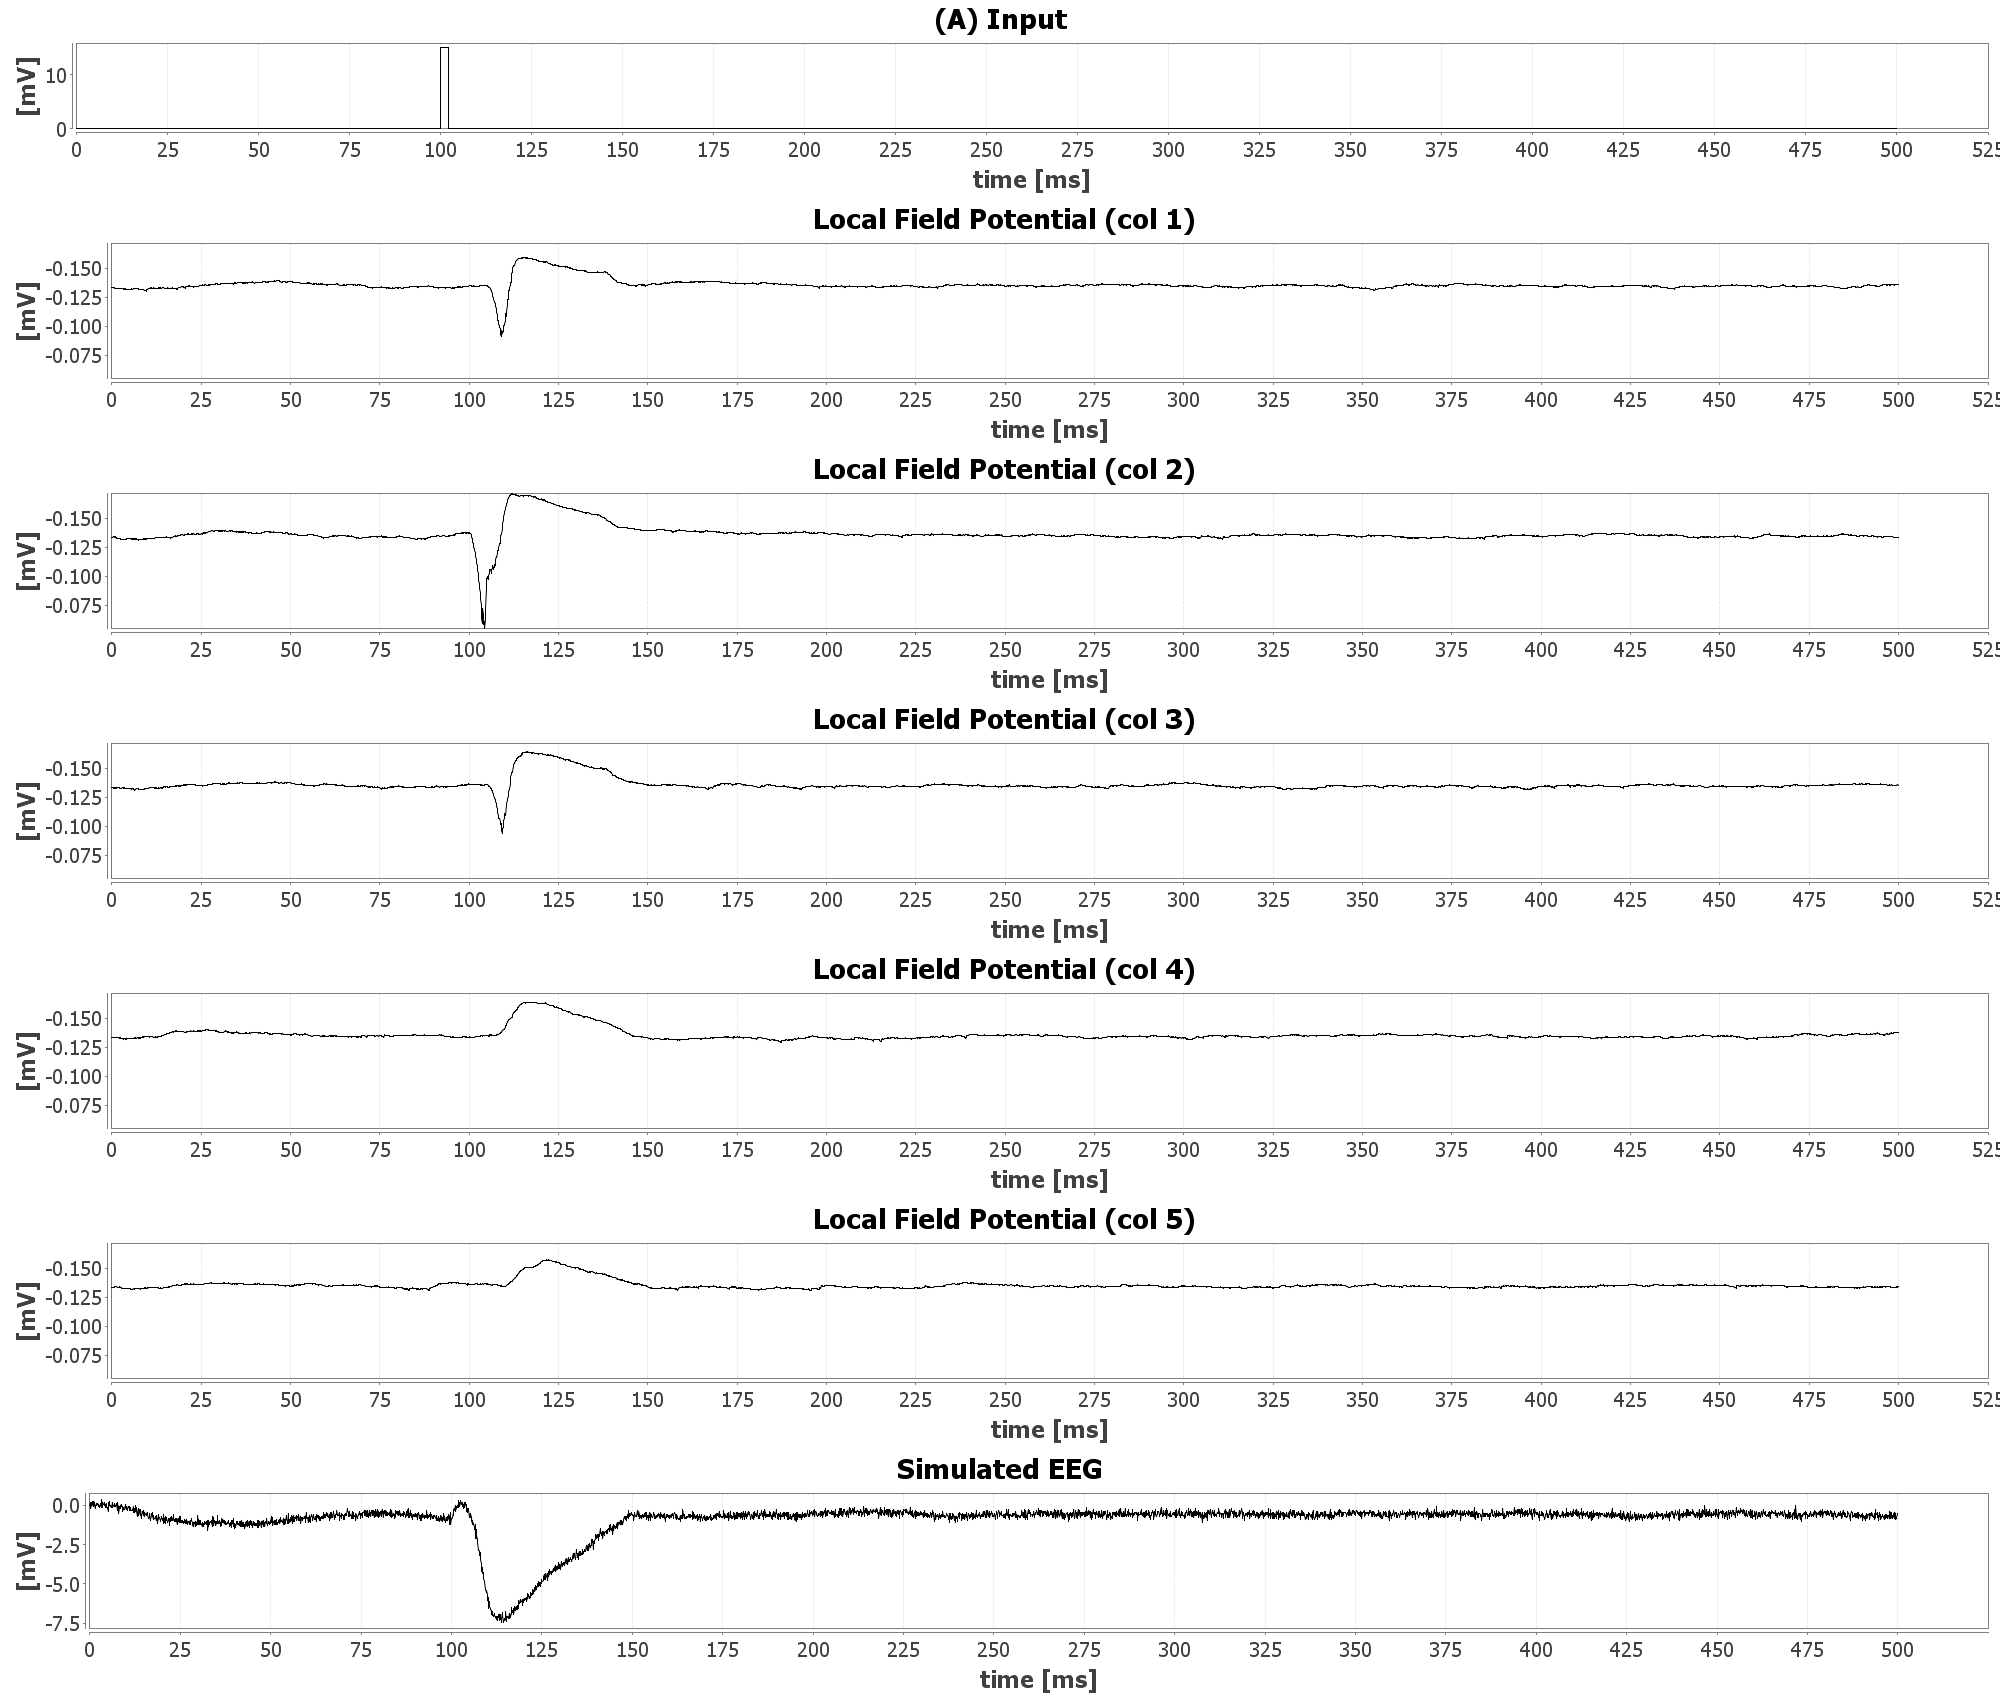 (A) Input
[mV]
10
0
0 25 50 75 100 125 150 175 200 225 250 275 300 325 350 375 400 425 450 475 500 525
time [ms]
Local Field Potential (col 1)
[mV]
-0.150
-0.125
-0.100
-0.075
0 25 50 75 100 125 150 175 200 225 250 275 300 325 350 375 400 425 450 475 500 525
time [ms]
Local Field Potential (col 2)
[mV]
-0.150
-0.125
-0.100
-0.075
0 25 50 75 100 125 150 175 200 225 250 275 300 325 350 375 400 425 450 475 500 525
time [ms]
Local Field Potential (col 3)
[mV]
-0.150
-0.125
-0.100
-0.075
0 25 50 75 100 125 150 175 200 225 250 275 300 325 350 375 400 425 450 475 500 525
time [ms]
Local Field Potential (col 4)
[mV]
-0.150
-0.125
-0.100
-0.075
0 25 50 75 100 125 150 175 200 225 250 275 300 325 350 375 400 425 450 475 500 525
time [ms]
Local Field Potential (col 5)
[mV]
-0.150
-0.125
-0.100
-0.075
0 25 50 75 100 125 150 175 200 225 250 275 300 325 350 375 400 425 450 475 500 525
time [ms]
Simulated EEG
[mV]
0.0
-2.5
-5.0
-7.5
0 25 50 75 100 125 150 175 200 225 250 275 300 325 350 375 400 425 450 475 500
time [ms]